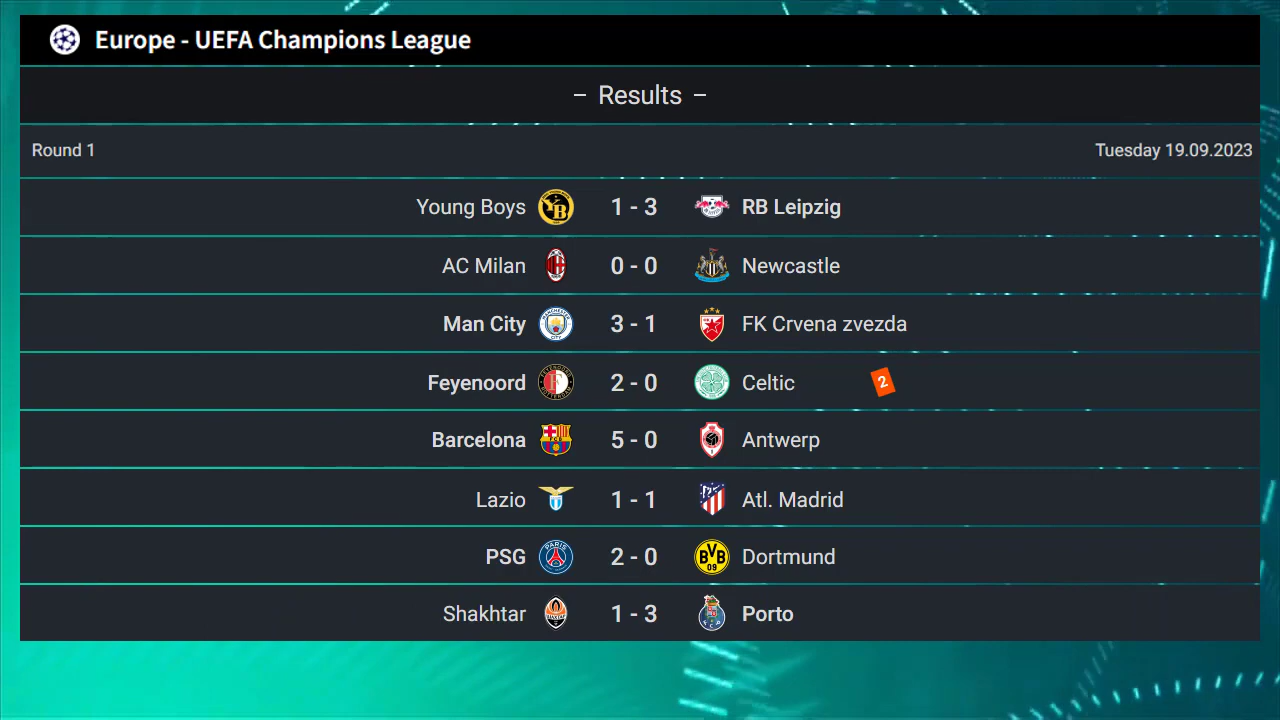 Europe - UEFA Champions League
- Results -
Round 1 Tuesday 19.09.2023
Young Boys 1 - 3 RB Leipzig
AC Milan 0 - 0 Newcastle
Man City 3 - 1 FK Crvena zvezda
Feyenoord 2 - 0 Celtic 2
Barcelona 5 - 0 Antwerp
Lazio 1 - 1 Atl. Madrid
PSG 2 - 0 Dortmund
Shakhtar 1 - 3 Porto